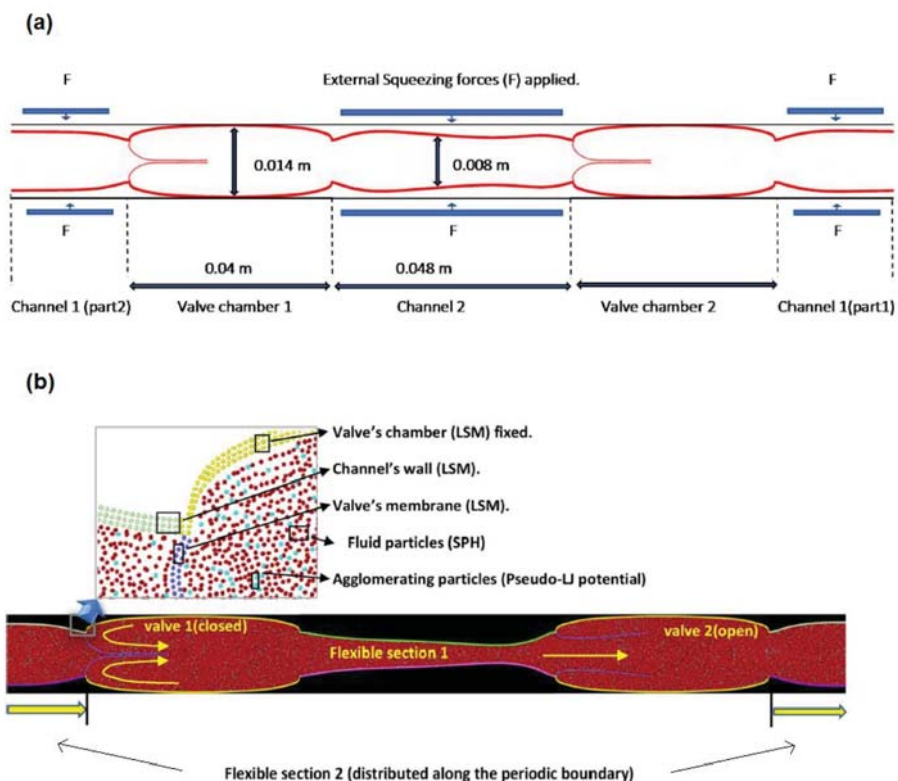 (a)
F
External Squeezing forces (F) applied.
F
0.014 m
0.008 m
F
F
F
0.04 m
0.048 m
Channel 1 (part2)
Valve chamber 1
Channel 2
Valve chamber 2
Channel 1(part1)
(b)
Valve's chamber (LSM) fixed.
Channel's wall (LSM).
Valve's membrane (LSM).
Fluid particles (SPH)
Agglomerating particles (Pseudo-LJ potential)
valve 1(closed)
valve 2(open)
Flexible section 1
Flexible section 2 (distributed along the periodic boundary)